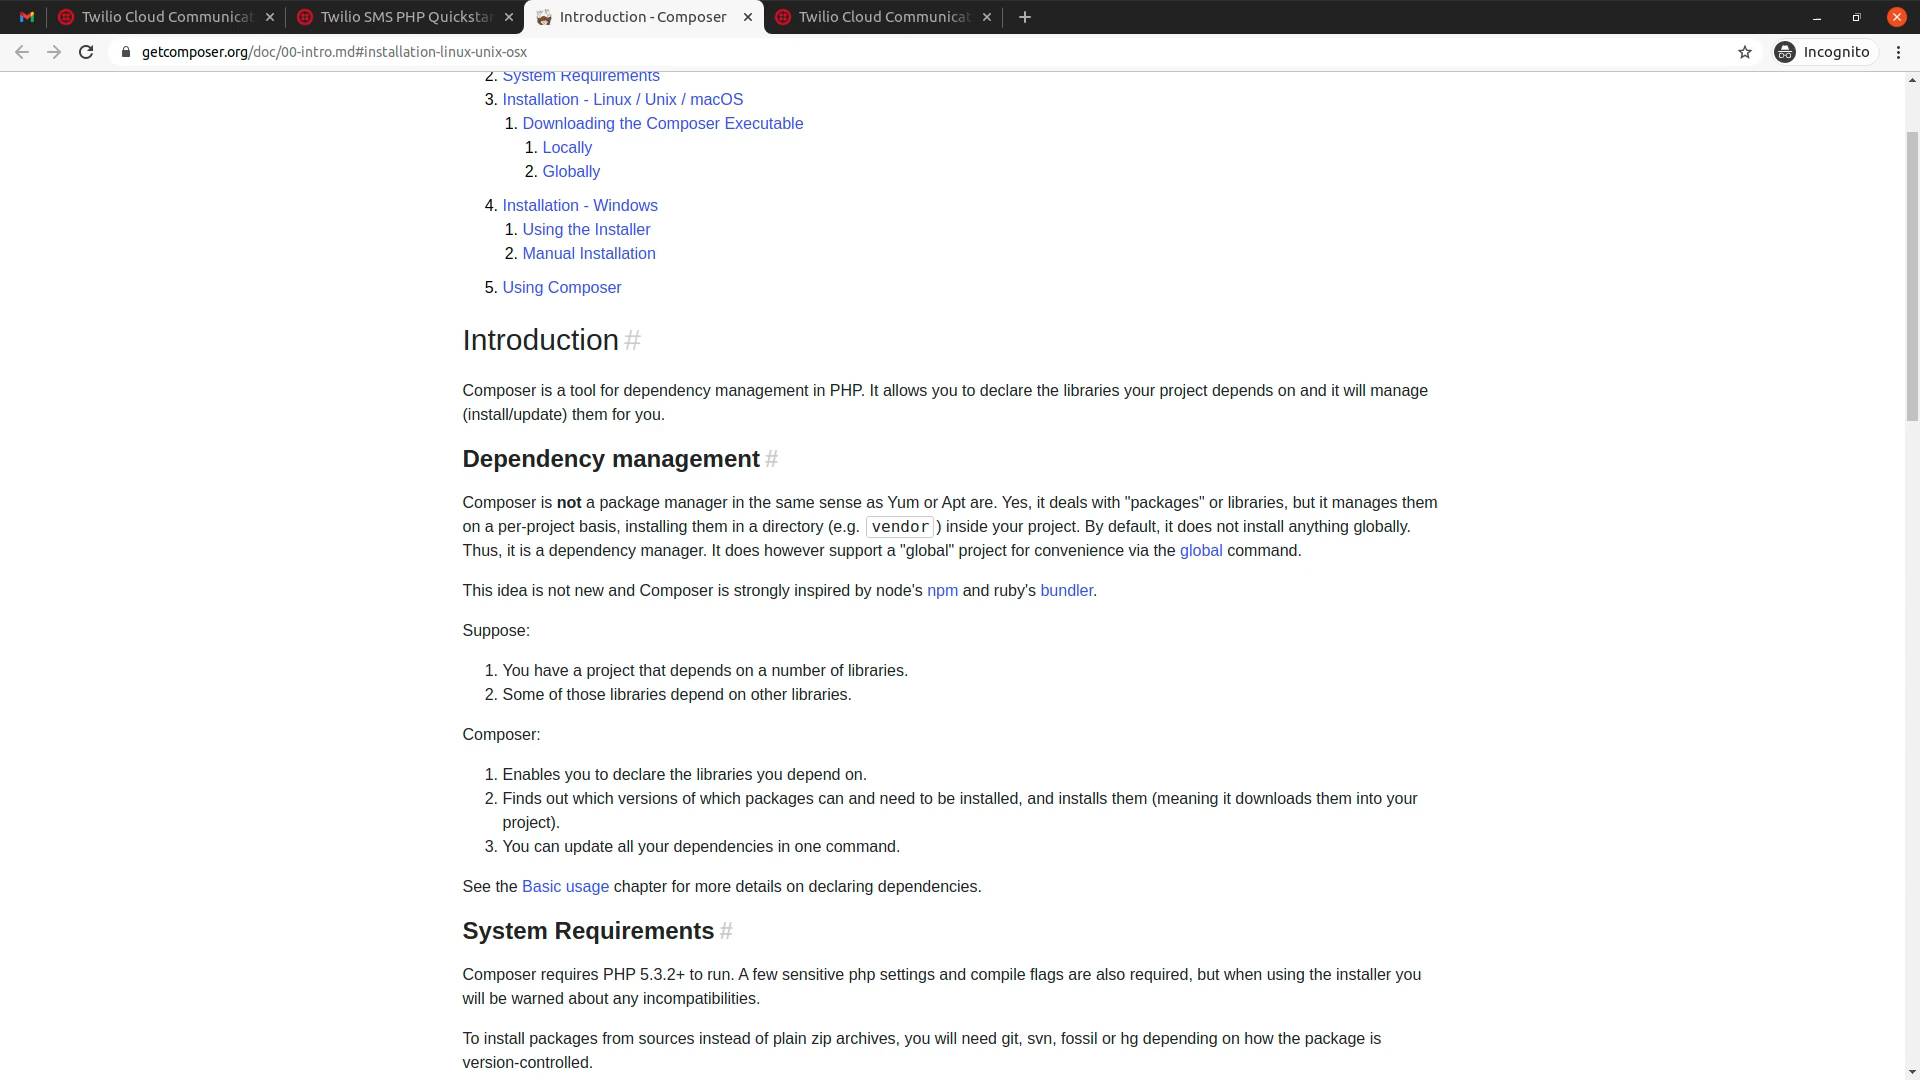 Twilio Cloud Communicat
Twilio SMS PHP Quickstar
Introduction - Composer
Twilio Cloud Communicat
getcomposer.org/doc/00-intro.md#installation-linux-unix-osx
Incognito
2. System Requirements
3. Installation - Linux / Unix / macOS
1. Downloading the Composer Executable
1. Locally
2. Globally
4. Installation - Windows
1. Using the Installer
2. Manual Installation
5. Using Composer
Introduction #
Composer is a tool for dependency management in PHP. It allows you to declare the libraries your project depends on and it will manage
(install/update) them for you.
Dependency management #
Composer is not a package manager in the same sense as Yum or Apt are. Yes, it deals with "packages" or libraries, but it manages them
on a per-project basis, installing them in a directory (e.g. vendor ) inside your project. By default, it does not install anything globally.
Thus, it is a dependency manager. It does however support a "global" project for convenience via the global command.
This idea is not new and Composer is strongly inspired by node's npm and ruby's bundler.
Suppose:
1. You have a project that depends on a number of libraries.
2. Some of those libraries depend on other libraries.
Composer:
1. Enables you to declare the libraries you depend on.
2. Finds out which versions of which packages can and need to be installed, and installs them (meaning it downloads them into your
project).
3. You can update all your dependencies in one command.
See the Basic usage chapter for more details on declaring dependencies.
System Requirements #
Composer requires PHP 5.3.2+ to run. A few sensitive php settings and compile flags are also required, but when using the installer you
will be warned about any incompatibilities.
To install packages from sources instead of plain zip archives, you will need git, svn, fossil or hg depending on how the package is
version-controlled.